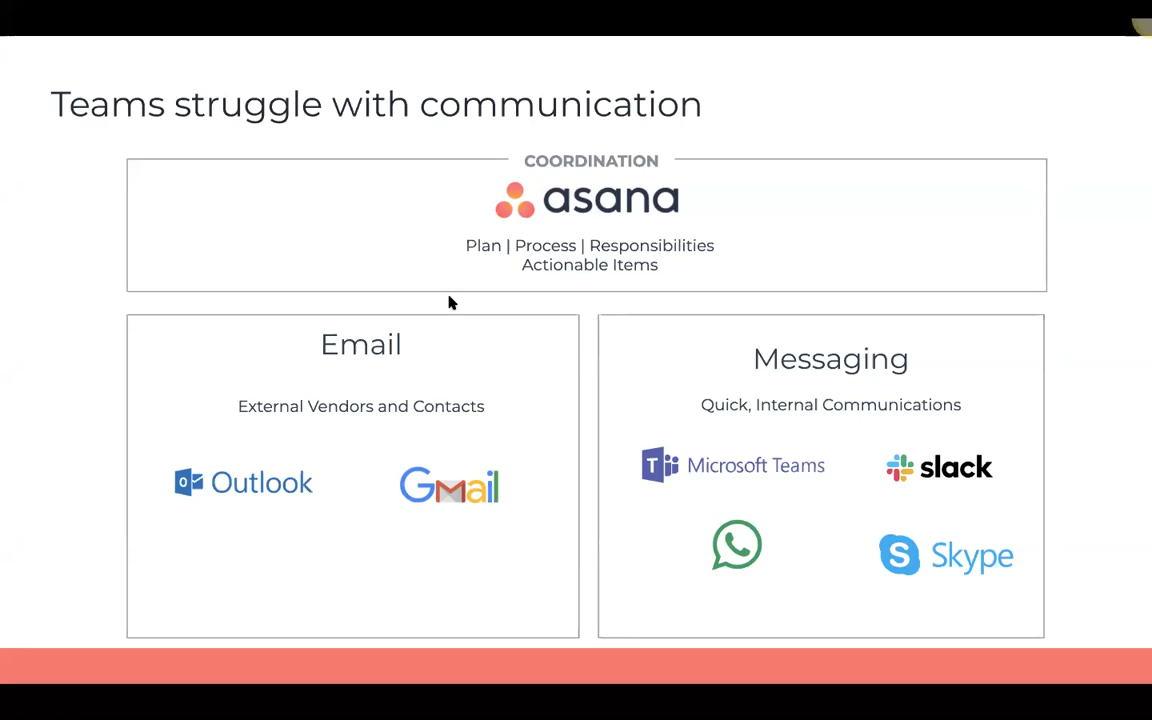 Teams struggle with communication
COORDINATION
asana
Plan | Process | Responsibilities
Actionable Items
Email
External Vendors and Contacts
Outlook
Gmail
Messaging
Quick, Internal Communications
Microsoft Teams
slack
Skype